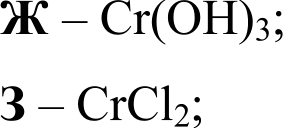 Ж – Cr(OH)₃;
З – CrCl₂;